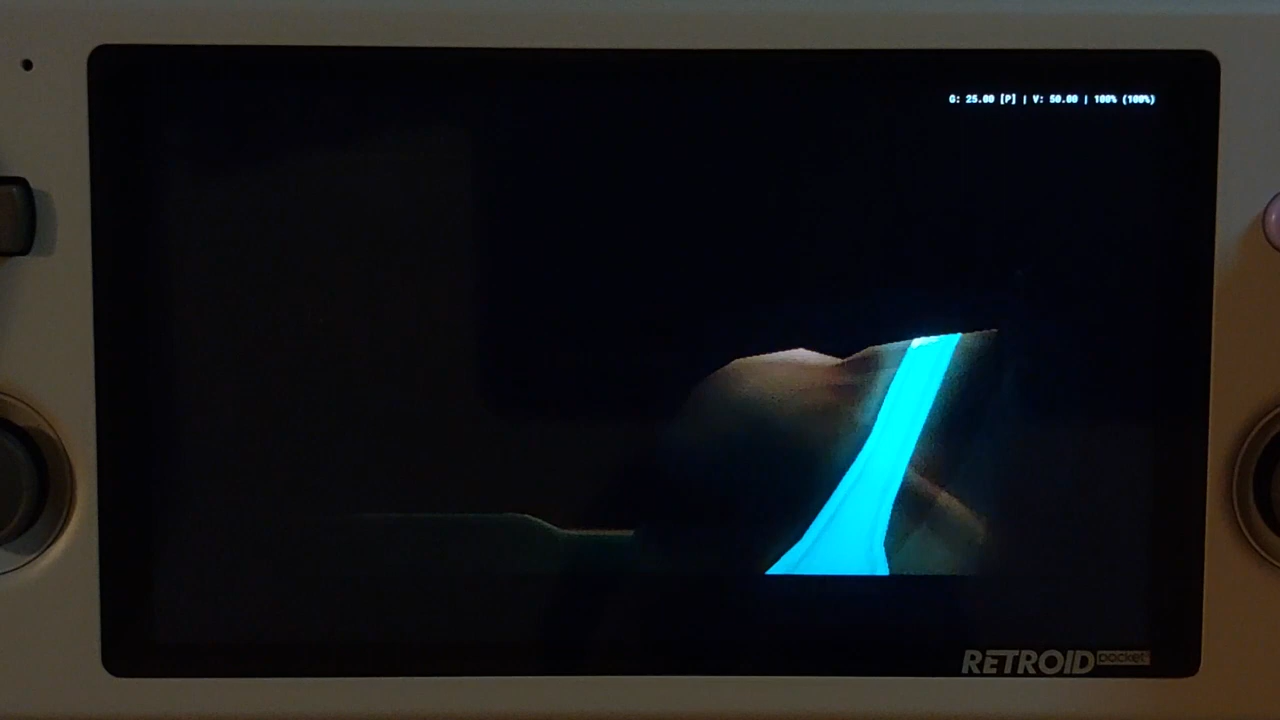 G: 25.00 [P] | V: 50.00 | 100% (100%)
RETROID pocket